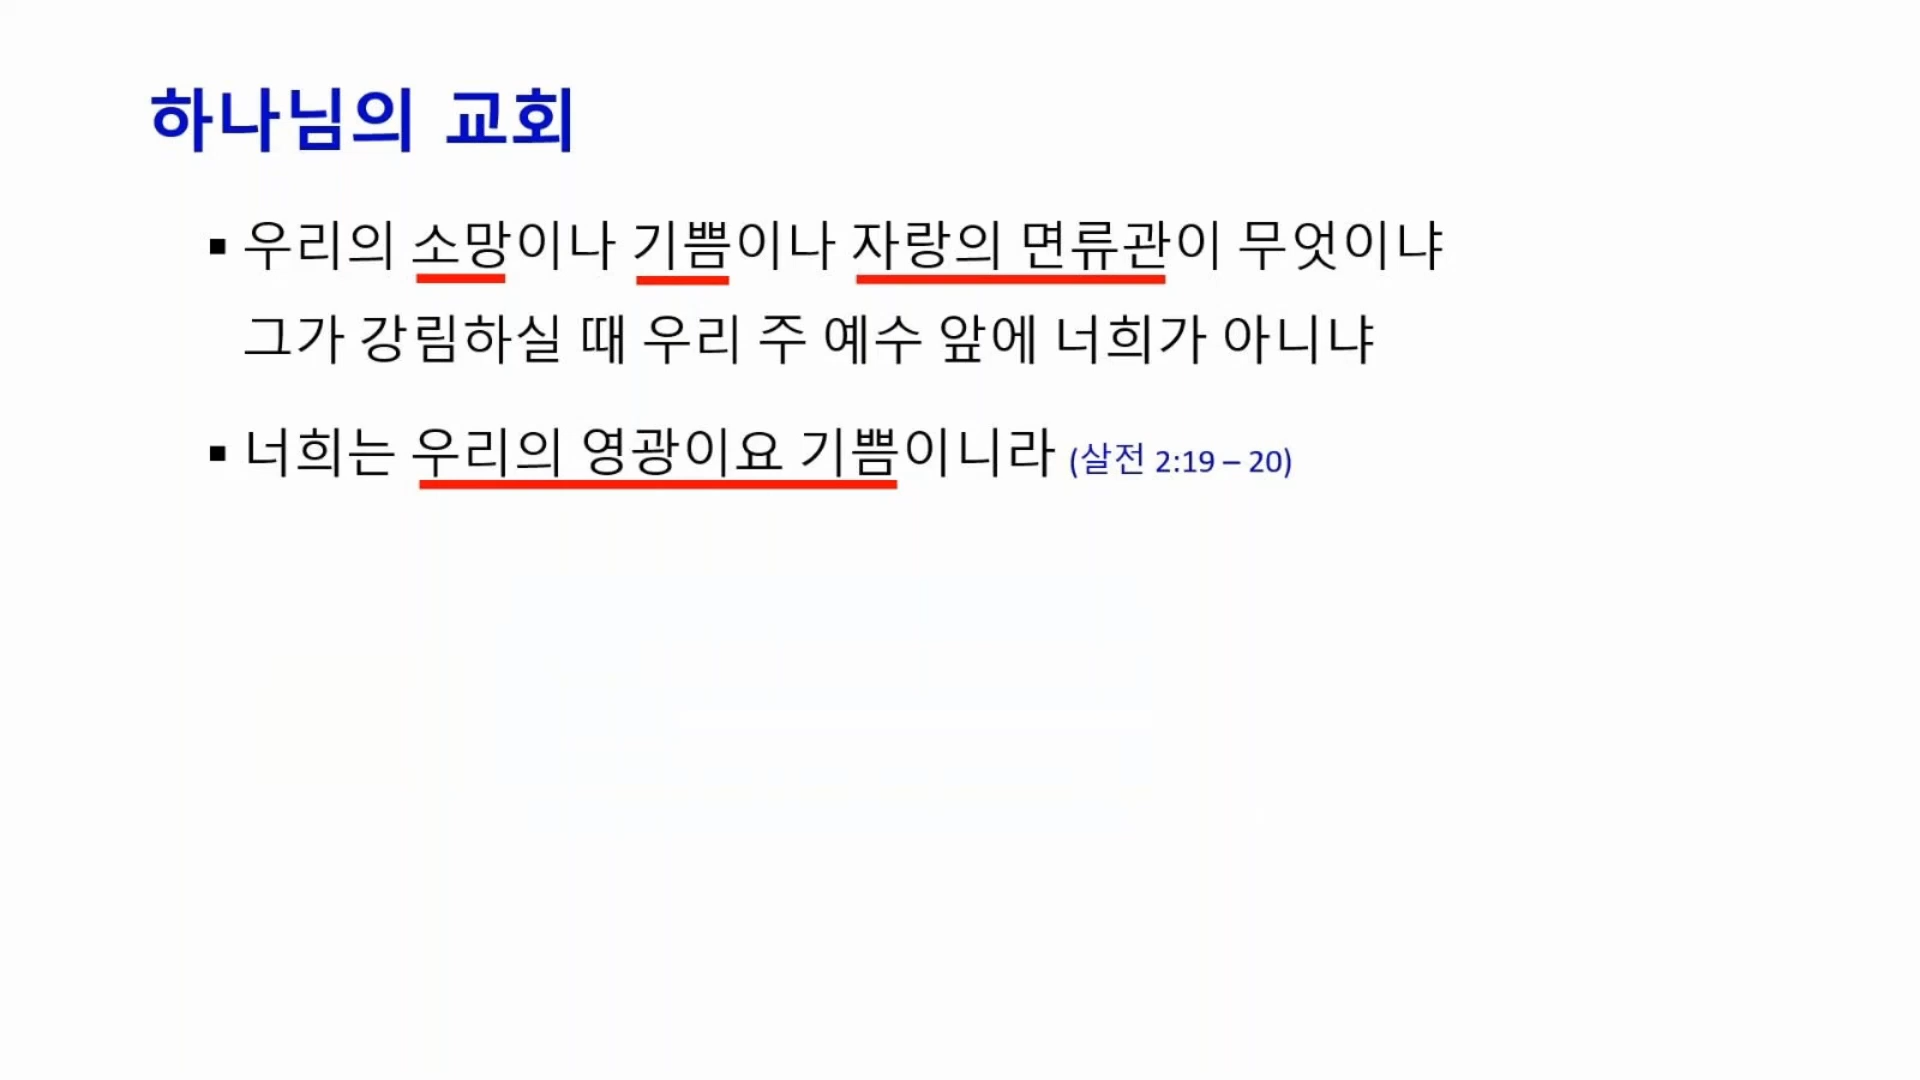 하나님의 교회
▪ 우리의 소망이나 기쁨이나 자랑의 면류관이 무엇이냐
그가 강림하실 때 우리 주 예수 앞에 너희가 아니냐
▪ 너희는 우리의 영광이요 기쁨이니라 (살전 2:19 – 20)